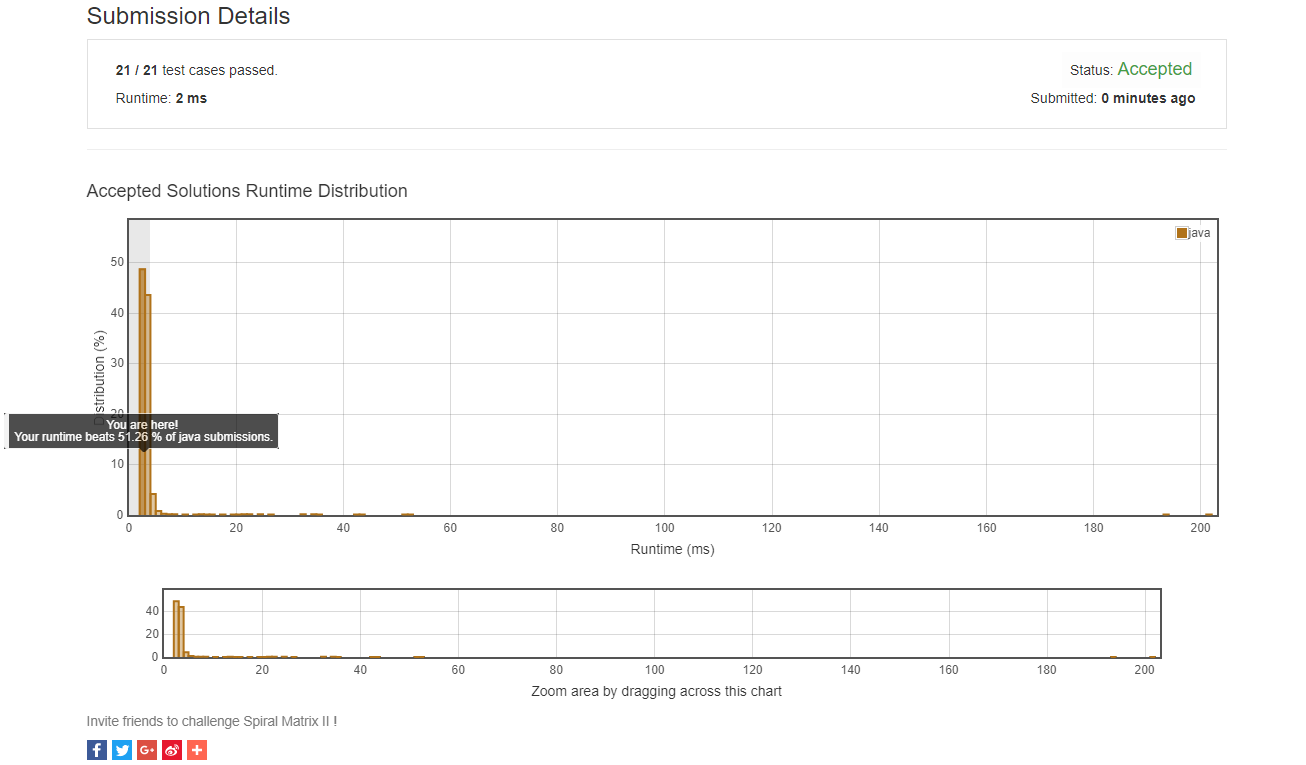 Submission Details
21 / 21 test cases passed.
Status: Accepted
Runtime: 2 ms
Submitted: 0 minutes ago
Accepted Solutions Runtime Distribution
java
50
40
30
20
10
0
Distribution (%)
You are here!
Your runtime beats 51.26 % of java submissions.
0 20 40 60 80 100 120 140 160 180 200
Runtime (ms)
40
20
0
0 20 40 60 80 100 120 140 160 180 200
Zoom area by dragging across this chart
Invite friends to challenge Spiral Matrix II !
f G+ +